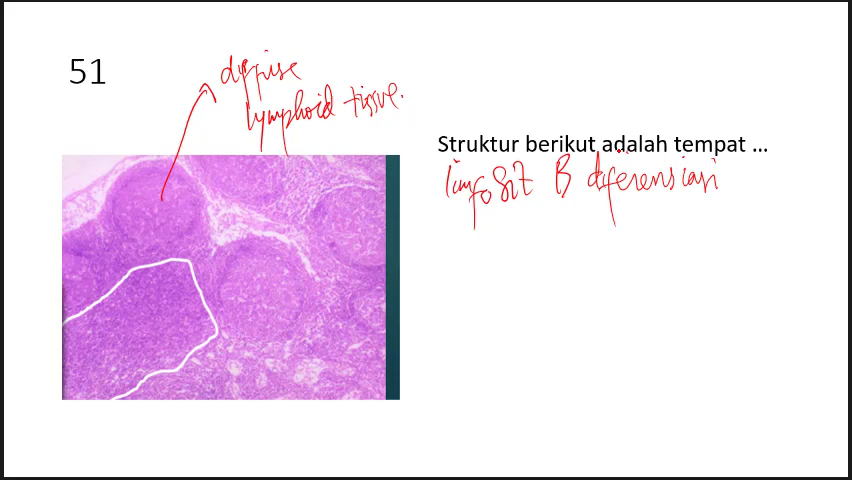 51
diffuse
lymphoid tissue.
Struktur berikut adalah tempat ...
limfosit B diferensiasi